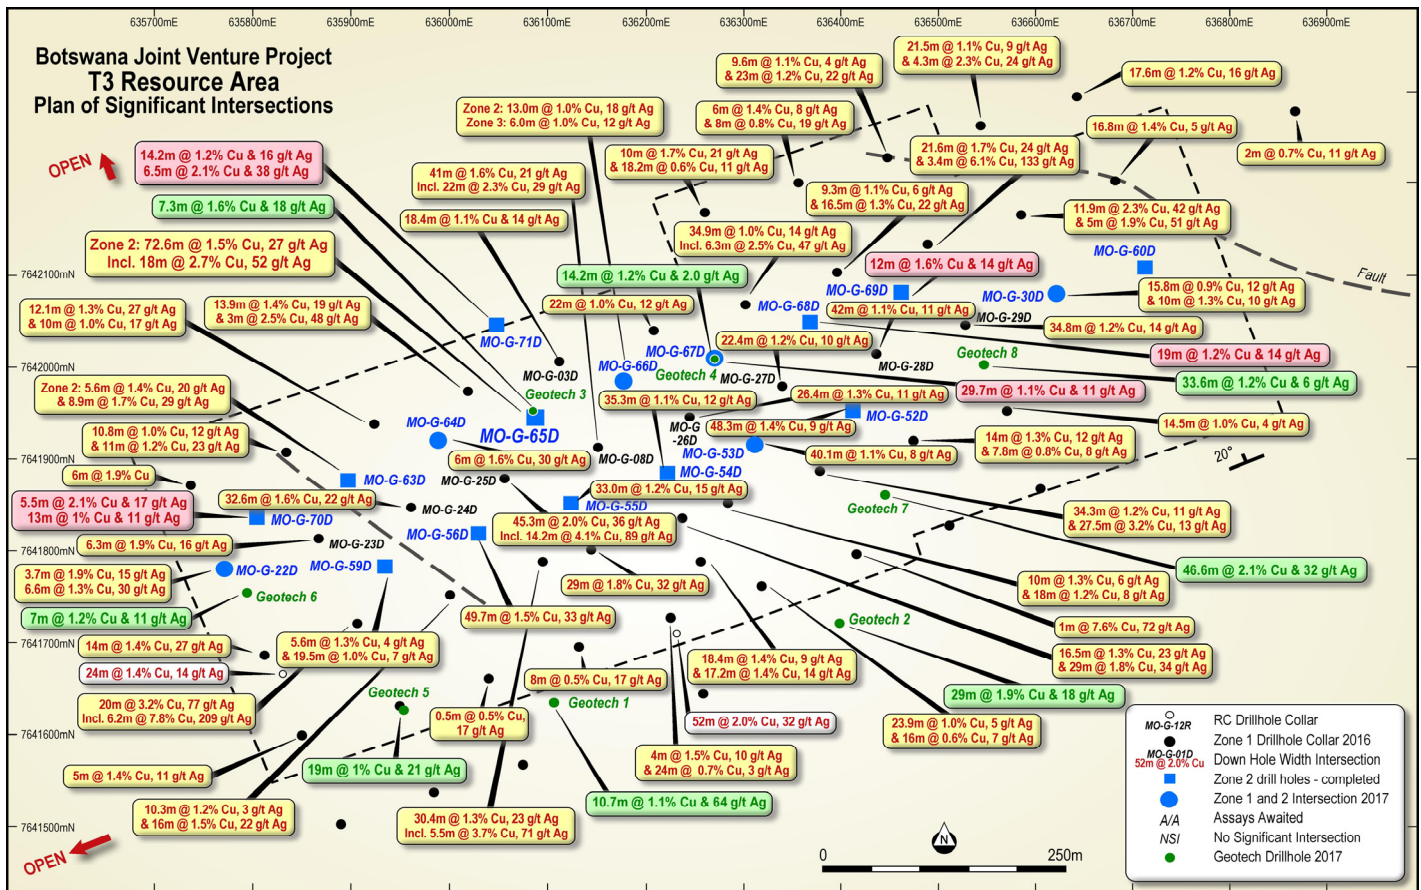 635700mE 635800mE 635900mE 636000mE 636100mE 636200mE 636300mE 636400mE 636500mE 636600mE 636700mE 636800mE 636900mE
Botswana Joint Venture Project
T3 Resource Area
Plan of Significant Intersections
OPEN
14.2m @ 1.2% Cu & 16 g/t Ag
6.5m @ 2.1% Cu & 38 g/t Ag
7.3m @ 1.6% Cu & 18 g/t Ag
Zone 2: 72.6m @ 1.5% Cu, 27 g/t Ag
Incl. 18m @ 2.7% Cu, 52 g/t Ag
12.1m @ 1.3% Cu, 27 g/t Ag
& 10m @ 1.0% Cu, 17 g/t Ag
13.9m @ 1.4% Cu, 19 g/t Ag
& 3m @ 2.5% Cu, 48 g/t Ag
Zone 2: 13.0m @ 1.0% Cu, 18 g/t Ag
Zone 3: 6.0m @ 1.0% Cu, 12 g/t Ag
41m @ 1.6% Cu, 21 g/t Ag
Incl. 22m @ 2.3% Cu, 29 g/t Ag
18.4m @ 1.1% Cu & 14 g/t Ag
9.6m @ 1.1% Cu, 4 g/t Ag
& 23m @ 1.2% Cu, 22 g/t Ag
6m @ 1.4% Cu, 8 g/t Ag
& 8m @ 0.8% Cu, 19 g/t Ag
10m @ 1.7% Cu, 21 g/t Ag
& 18.2m @ 0.6% Cu, 11 g/t Ag
21.5m @ 1.1% Cu, 9 g/t Ag
& 4.3m @ 2.3% Cu, 24 g/t Ag
17.6m @ 1.2% Cu, 16 g/t Ag
16.8m @ 1.4% Cu, 5 g/t Ag
2m @ 0.7% Cu, 11 g/t Ag
21.6m @ 1.7% Cu, 24 g/t Ag
& 3.4m @ 6.1% Cu, 133 g/t Ag
9.3m @ 1.1% Cu, 6 g/t Ag
& 16.5m @ 1.3% Cu, 22 g/t Ag
11.9m @ 2.3% Cu, 42 g/t Ag
& 5m @ 1.9% Cu, 51 g/t Ag
34.9m @ 1.0% Cu, 14 g/t Ag
Incl. 6.3m @ 2.5% Cu, 47 g/t Ag
MO-G-60D
12m @ 1.6% Cu & 14 g/t Ag
7642100mN
14.2m @ 1.2% Cu & 2.0 g/t Ag
Fault
MO-G-69D
MO-G-30D
15.8m @ 0.9% Cu, 12 g/t Ag
& 10m @ 1.3% Cu, 10 g/t Ag
22m @ 1.0% Cu, 12 g/t Ag
MO-G-68D
42m @ 1.1% Cu, 11 g/t Ag
MO-G-29D
34.8m @ 1.2% Cu, 14 g/t Ag
MO-G-71D
22.4m @ 1.2% Cu, 10 g/t Ag
MO-G-67D
Geotech 8
19m @ 1.2% Cu & 14 g/t Ag
7642000mN
MO-G-03D
MO-G-66D
Geotech 4
MO-G-27D
MO-G-28D
33.6m @ 1.2% Cu & 6 g/t Ag
Zone 2: 5.6m @ 1.4% Cu, 20 g/t Ag
& 8.9m @ 1.7% Cu, 29 g/t Ag
Geotech 3
35.3m @ 1.1% Cu, 12 g/t Ag
26.4m @ 1.3% Cu, 11 g/t Ag
29.7m @ 1.1% Cu & 11 g/t Ag
MO-G-64D
MO-G-65D
MO-G
-26D
48.3m @ 1.4% Cu, 9 g/t Ag
MO-G-52D
14.5m @ 1.0% Cu, 4 g/t Ag
10.8m @ 1.0% Cu, 12 g/t Ag
& 11m @ 1.2% Cu, 23 g/t Ag
14m @ 1.3% Cu, 12 g/t Ag
& 7.8m @ 0.8% Cu, 8 g/t Ag
7641900mN
6m @ 1.6% Cu, 30 g/t Ag
MO-G-08D
MO-G-53D
40.1m @ 1.1% Cu, 8 g/t Ag
20°
6m @ 1.9% Cu
MO-G-63D
MO-G-25D
MO-G-54D
5.5m @ 2.1% Cu & 17 g/t Ag
13m @ 1% Cu & 11 g/t Ag
32.6m @ 1.6% Cu, 22 g/t Ag
33.0m @ 1.2% Cu, 15 g/t Ag
MO-G-70D
MO-G-24D
MO-G-55D
Geotech 7
34.3m @ 1.2% Cu, 11 g/t Ag
& 27.5m @ 3.2% Cu, 13 g/t Ag
6.3m @ 1.9% Cu, 16 g/t Ag
MO-G-23D
MO-G-56D
45.3m @ 2.0% Cu, 36 g/t Ag
Incl. 14.2m @ 4.1% Cu, 89 g/t Ag
7641800mN
3.7m @ 1.9% Cu, 15 g/t Ag
6.6m @ 1.3% Cu, 30 g/t Ag
MO-G-22D
MO-G-59D
29m @ 1.8% Cu, 32 g/t Ag
46.6m @ 2.1% Cu & 32 g/t Ag
10m @ 1.3% Cu, 6 g/t Ag
& 18m @ 1.2% Cu, 8 g/t Ag
Geotech 6
7m @ 1.2% Cu & 11 g/t Ag
49.7m @ 1.5% Cu, 33 g/t Ag
Geotech 2
1m @ 7.6% Cu, 72 g/t Ag
7641700mN
14m @ 1.4% Cu, 27 g/t Ag
5.6m @ 1.3% Cu, 4 g/t Ag
& 19.5m @ 1.0% Cu, 7 g/t Ag
24m @ 1.4% Cu, 14 g/t Ag
18.4m @ 1.4% Cu, 9 g/t Ag
& 17.2m @ 1.4% Cu, 14 g/t Ag
16.5m @ 1.3% Cu, 23 g/t Ag
& 29m @ 1.8% Cu, 34 g/t Ag
8m @ 0.5% Cu, 17 g/t Ag
20m @ 3.2% Cu, 77 g/t Ag
Incl. 6.2m @ 7.8% Cu, 209 g/t Ag
Geotech 5
Geotech 1
29m @ 1.9% Cu & 18 g/t Ag
0.5m @ 0.5% Cu,
17 g/t Ag
52m @ 2.0% Cu, 32 g/t Ag
23.9m @ 1.0% Cu, 5 g/t Ag
& 16m @ 0.6% Cu, 7 g/t Ag
7641600mN
5m @ 1.4% Cu, 11 g/t Ag
19m @ 1% Cu & 21 g/t Ag
4m @ 1.5% Cu, 10 g/t Ag
& 24m @ 0.7% Cu, 3 g/t Ag
10.3m @ 1.2% Cu, 3 g/t Ag
& 16m @ 1.5% Cu, 22 g/t Ag
30.4m @ 1.3% Cu, 23 g/t Ag
Incl. 5.5m @ 3.7% Cu, 71 g/t Ag
10.7m @ 1.1% Cu & 64 g/t Ag
7641500mN
OPEN
N
0 250m
MO-G-12R RC Drillhole Collar
Zone 1 Drillhole Collar 2016
MO-G-01D
52m @ 2.0% Cu Down Hole Width Intersection
Zone 2 drill holes - completed
Zone 1 and 2 Intersection 2017
A/A Assays Awaited
NSI No Significant Intersection
Geotech Drillhole 2017